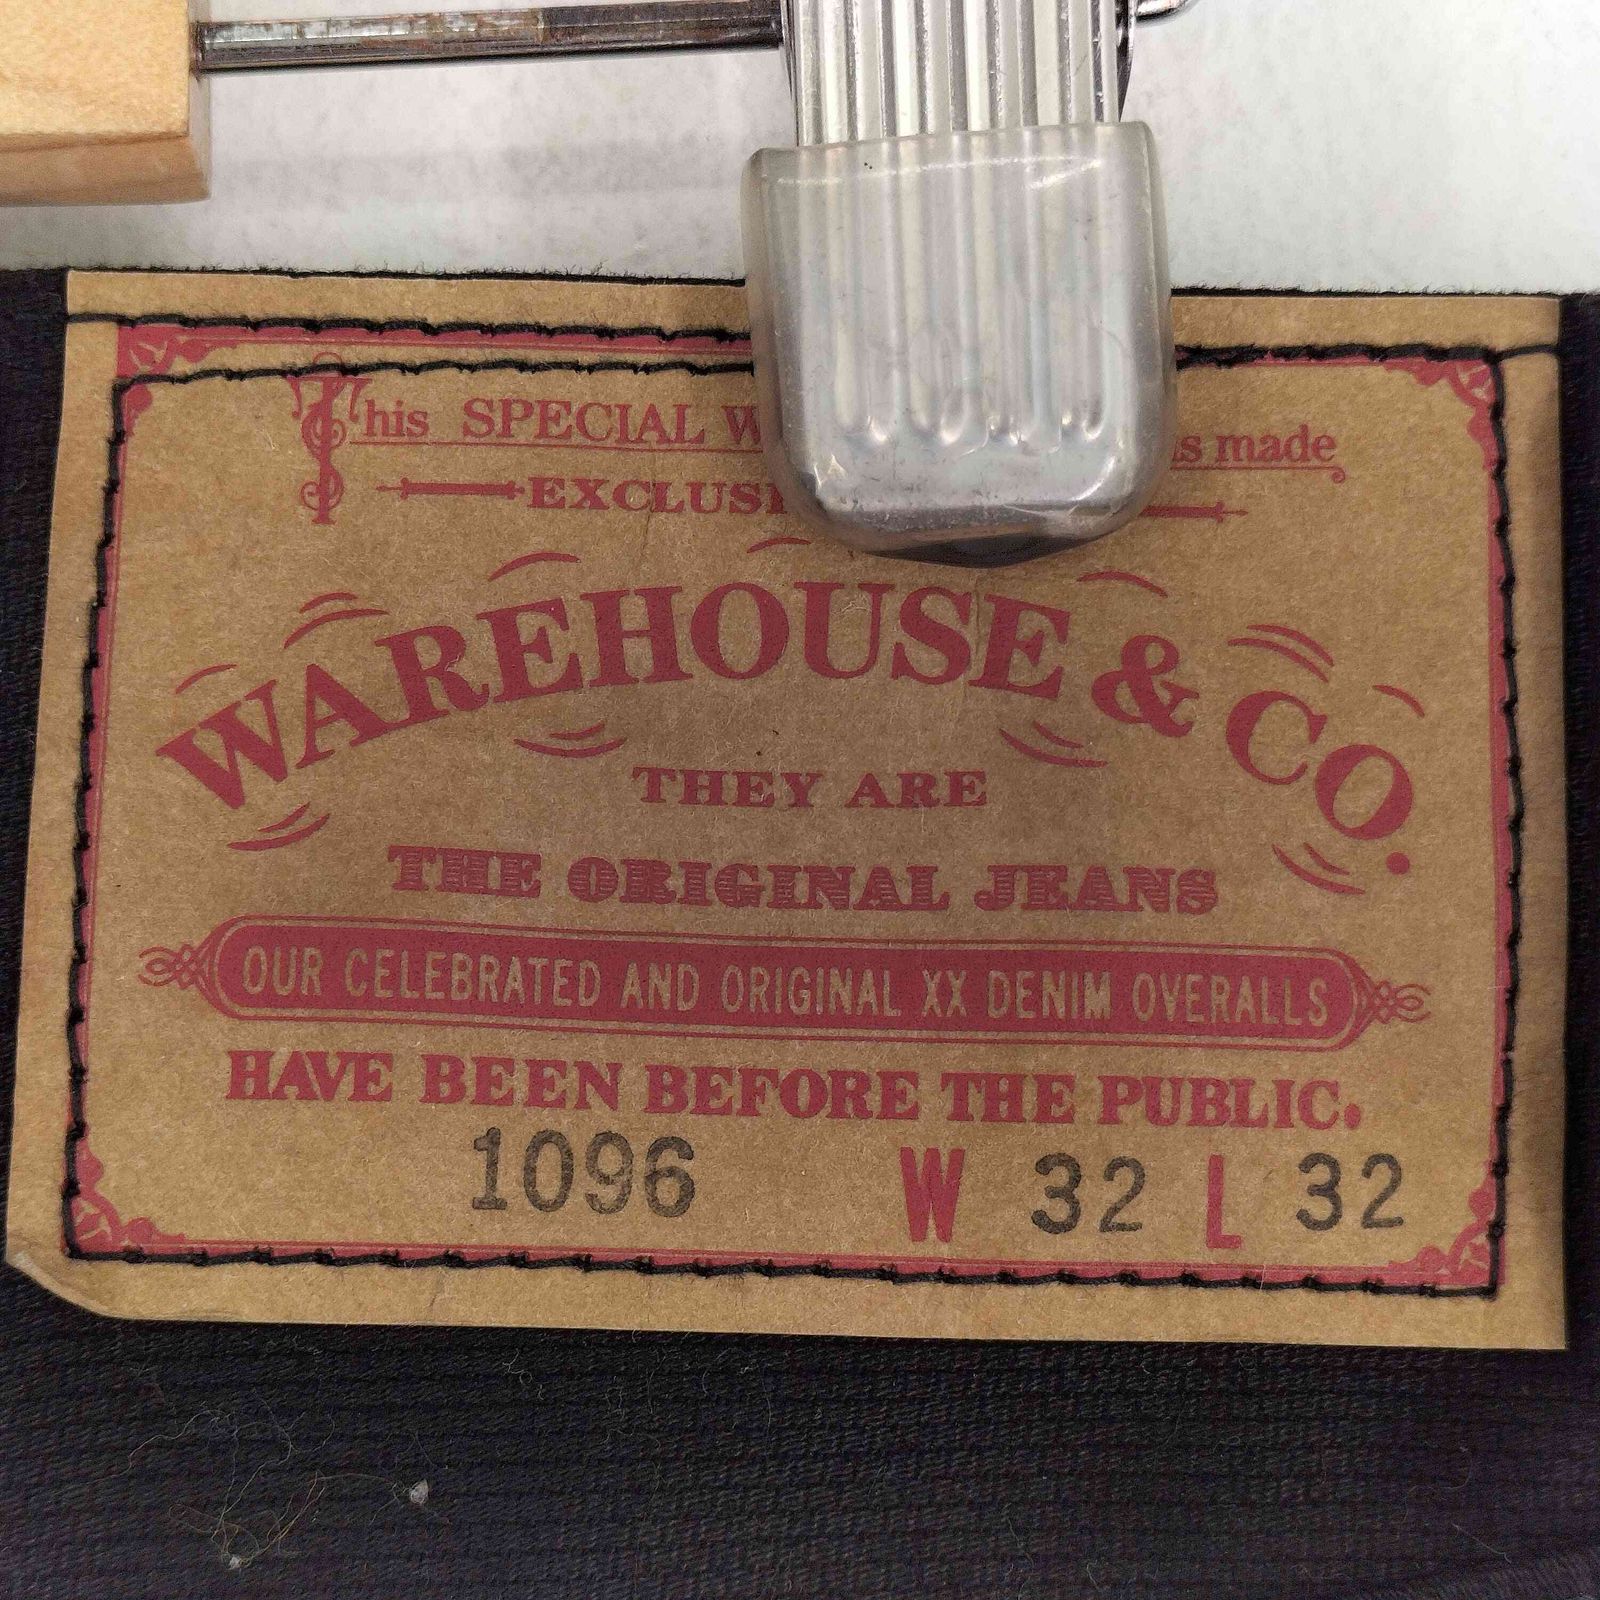 This SPECIAL made
WAREHOUSE & CO.
THEY ARE
THE ORIGINAL JEANS
OUR CELEBRATED AND ORIGINAL XX DENIM OVERALLS
HAVE BEEN BEFORE THE PUBLIC.
1096 W 32 L 32